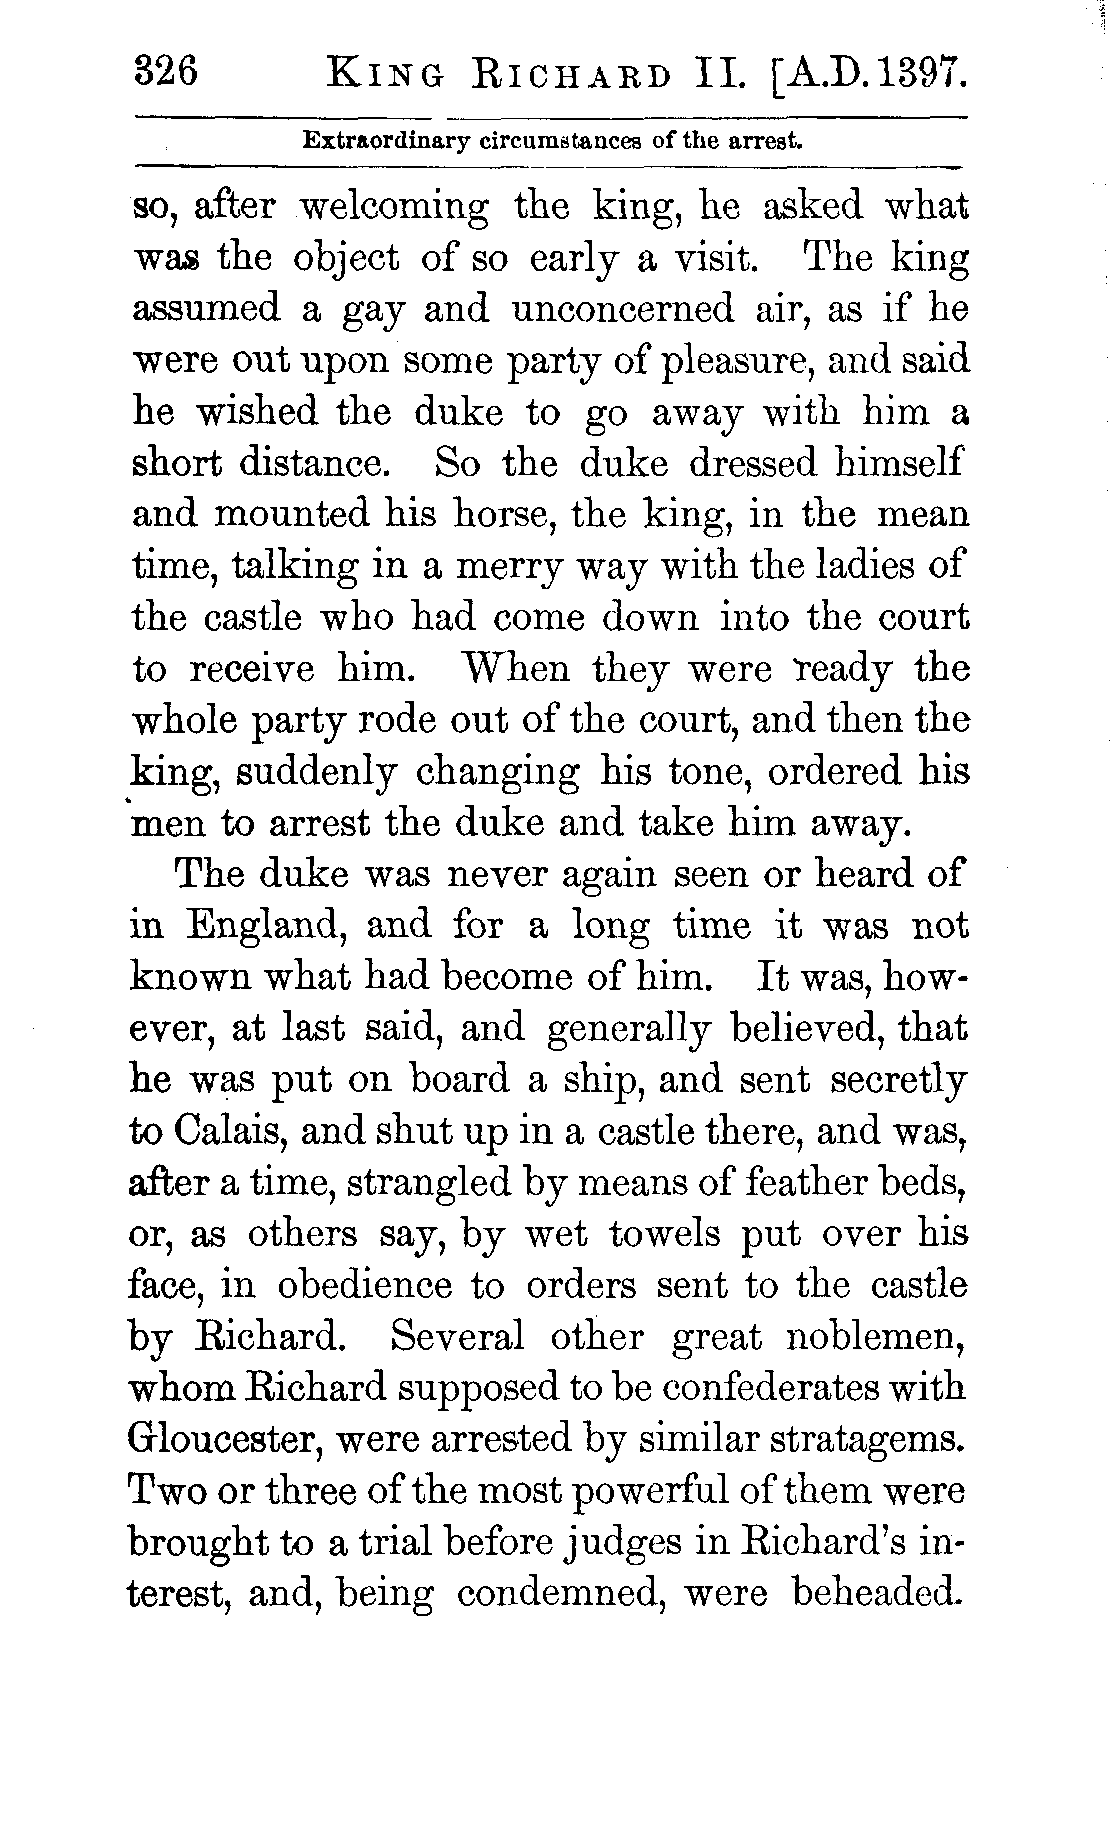 326 KING RICHARD II. [A.D. 1397.
Extraordinary circumstances of the arrest.
so, after welcoming the king, he asked what
was the object of so early a visit. The king
assumed a gay and unconcerned air, as if he
were out upon some party of pleasure, and said
he wished the duke to go away with him a
short distance. So the duke dressed himself
and mounted his horse, the king, in the mean
time, talking in a merry way with the ladies of
the castle who had come down into the court
to receive him. When they were ready the
whole party rode out of the court, and then the
king, suddenly changing his tone, ordered his
men to arrest the duke and take him away.
The duke was never again seen or heard of
in England, and for a long time it was not
known what had become of him. It was, how-
ever, at last said, and generally believed, that
he was put on board a ship, and sent secretly
to Calais, and shut up in a castle there, and was,
after a time, strangled by means of feather beds,
or, as others say, by wet towels put over his
face, in obedience to orders sent to the castle
by Richard. Several other great noblemen,
whom Richard supposed to be confederates with
Gloucester, were arrested by similar stratagems.
Two or three of the most powerful of them were
brought to a trial before judges in Richard's in-
terest, and, being condemned, were beheaded.